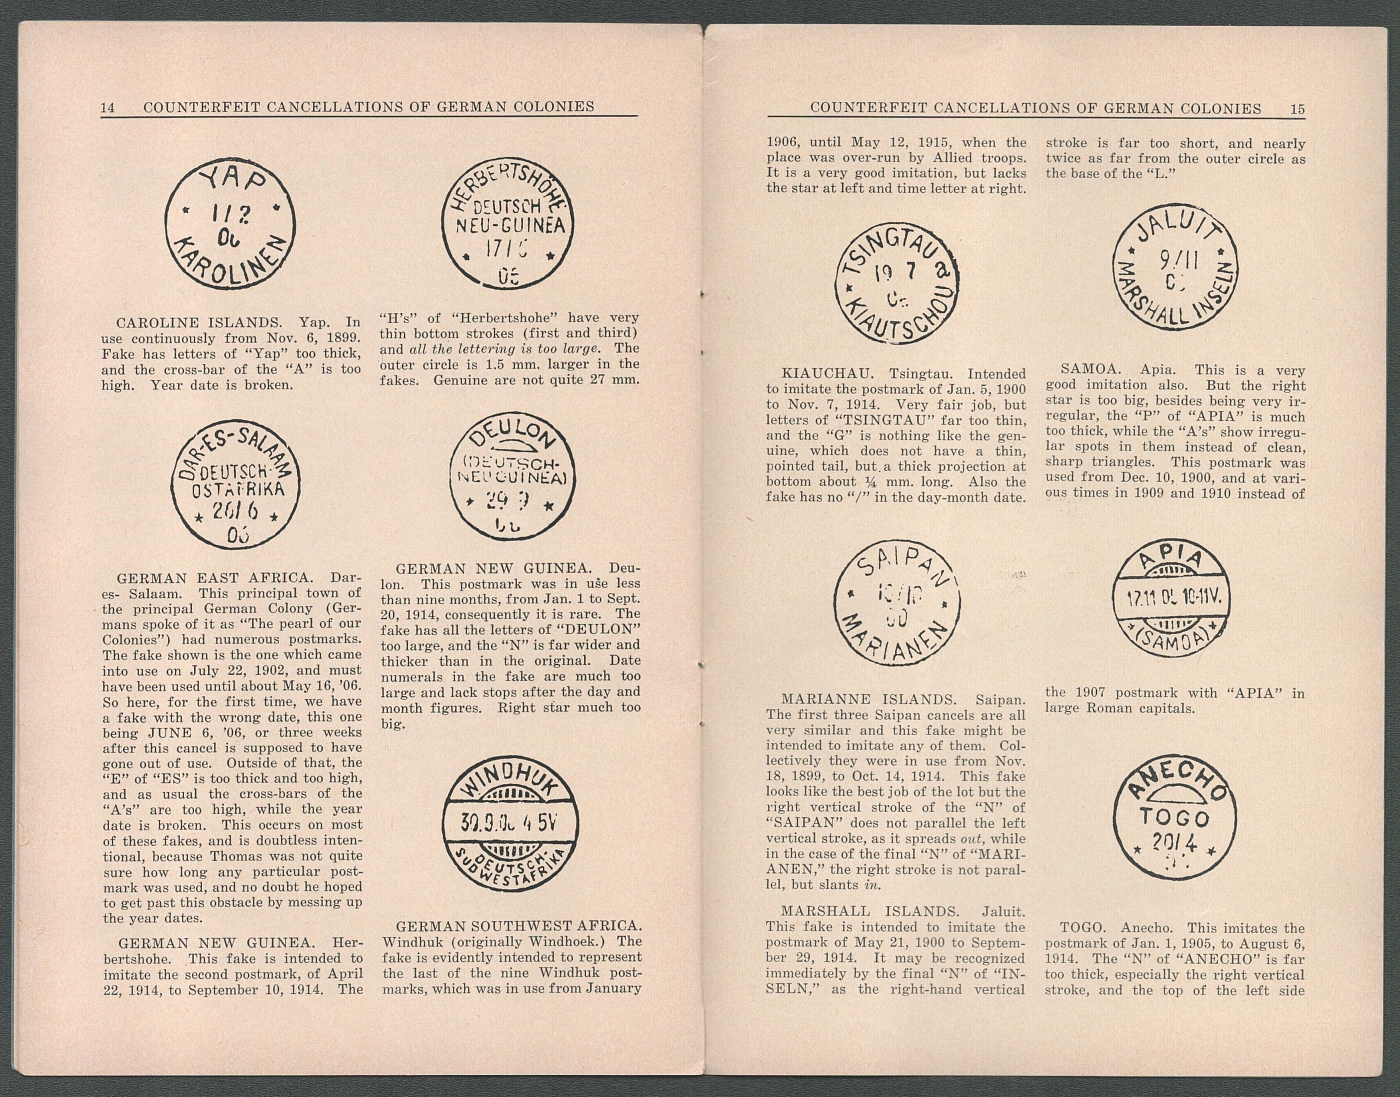 14 COUNTERFEIT CANCELLATIONS OF GERMAN COLONIES
YAP
1/2
06
KAROLINEN
CAROLINE ISLANDS. Yap. In
use continuously from Nov. 6, 1899.
Fake has letters of “Yap” too thick,
and the cross-bar of the “A” is too
high. Year date is broken.
DAR-ES-SALAAM
DEUTSCH-
OSTAFRIKA
20/6
06
GERMAN EAST AFRICA. Dar-
es- Salaam. This principal town of
the principal German Colony (Ger-
mans spoke of it as “The pearl of our
Colonies”) had numerous postmarks.
The fake shown is the one which came
into use on July 22, 1902, and must
have been used until about May 16, ’06.
So here, for the first time, we have
a fake with the wrong date, this one
being JUNE 6, ’06, or three weeks
after this cancel is supposed to have
gone out of use. Outside of that, the
“E” of “ES” is too thick and too high,
and as usual the cross-bars of the
“A’s” are too high, while the year
date is broken. This occurs on most
of these fakes, and is doubtless inten-
tional, because Thomas was not quite
sure how long any particular post-
mark was used, and no doubt he hoped
to get past this obstacle by messing up
the year dates.
GERMAN NEW GUINEA. Her-
bertshohe. This fake is intended to
imitate the second postmark, of April
22, 1914, to September 10, 1914. The
HERBERTSHÖHE
DEUTSCH
NEU-GUINEA
17/
“H’s” of “Herbertshohe” have very
thin bottom strokes (first and third)
and all the lettering is too large. The
outer circle is 1.5 mm. larger in the
fakes. Genuine are not quite 27 mm.
DEULON
(DEUTSCH-
NEUGUINEA)
29 9
GERMAN NEW GUINEA. Deu-
lon. This postmark was in use less
than nine months, from Jan. 1 to Sept.
20, 1914, consequently it is rare. The
fake has all the letters of “DEULON”
too large, and the “N” is far wider and
thicker than in the original. Date
numerals in the fake are much too
large and lack stops after the day and
month figures. Right star much too
big.
WINDHUK
30.9.0 4 5V
DEUTSCH-
SÜDWESTAFRIKA
GERMAN SOUTHWEST AFRICA.
Windhuk (originally Windhoek.) The
fake is evidently intended to represent
the last of the nine Windhuk post-
marks, which was in use from January
COUNTERFEIT CANCELLATIONS OF GERMAN COLONIES 15
1906, until May 12, 1915, when the
place was over-run by Allied troops.
It is a very good imitation, but lacks
the star at left and time letter at right.
TSINGTAU
a
19 7
KIAUTSCHOU
KIAUCHAU. Tsingtau. Intended
to imitate the postmark of Jan. 5, 1900
to Nov. 7, 1914. Very fair job, but
letters of “TSINGTAU” far too thin,
and the “G” is nothing like the gen-
uine, which does not have a thin,
pointed tail, but a thick projection at
bottom about ¼ mm. long. Also the
fake has no “/” in the day-month date.
SAIPAN
MARIANEN
MARIANNE ISLANDS. Saipan.
The first three Saipan cancels are all
very similar and this fake might be
intended to imitate any of them. Col-
lectively they were in use from Nov.
18, 1899, to Oct. 14, 1914. This fake
looks like the best job of the lot but the
right vertical stroke of the “N” of
“SAIPAN” does not parallel the left
vertical stroke, as it spreads out, while
in the case of the final “N” of “MARI-
ANEN,” the right stroke is not paral-
lel, but slants in.
MARSHALL ISLANDS. Jaluit.
This fake is intended to imitate the
postmark of May 21, 1900 to Septem-
ber 29, 1914. It may be recognized
immediately by the final “N” of “IN-
SELN,” as the right-hand vertical
stroke is far too short, and nearly
twice as far from the outer circle as
the base of the “L.”
JALUIT
9/11
MARSHALL INSELN
SAMOA. Apia. This is a very
good imitation also. But the right
star is too big, besides being very ir-
regular, the “P” of “APIA” is much
too thick, while the “A’s” show irregu-
lar spots in them instead of clean,
sharp triangles. This postmark was
used from Dec. 10, 1900, and at vari-
ous times in 1909 and 1910 instead of
APIA
17.11 0 10-11V.
(SAMOA)
the 1907 postmark with “APIA” in
large Roman capitals.
ANECHO
TOGO
20/4
TOGO. Anecho. This imitates the
postmark of Jan. 1, 1905, to August 6,
1914. The “N” of “ANECHO” is far
too thick, especially the right vertical
stroke, and the top of the left side